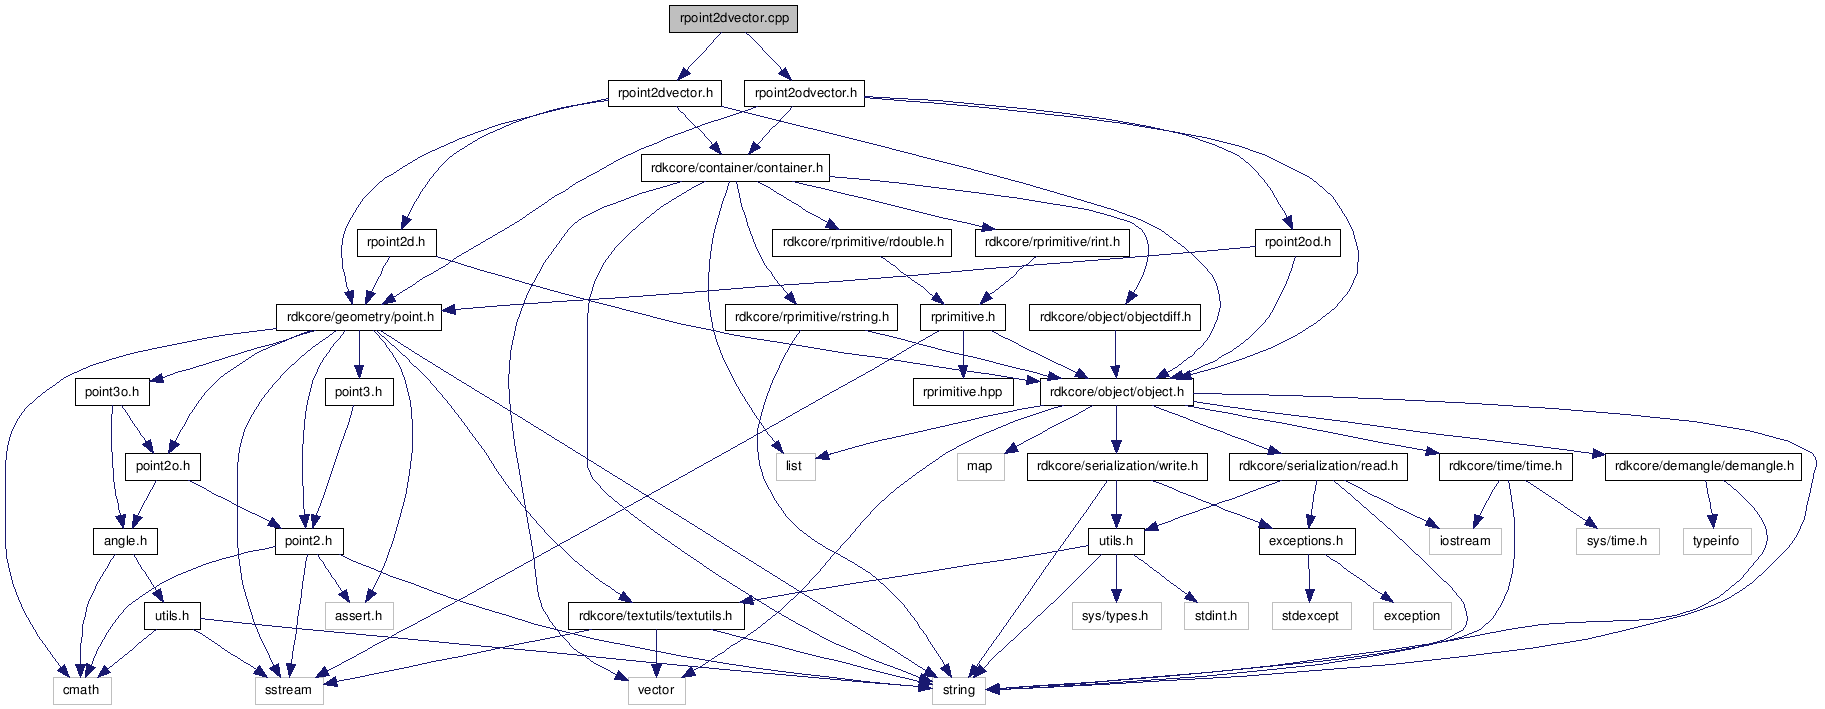 rpoint2dvector.cpp
rpoint2dvector.h
rpoint2odvector.h
rdkcore/container/container.h
rpoint2d.h
rdkcore/rprimitive/rdouble.h
rdkcore/rprimitive/rint.h
rpoint2od.h
rdkcore/geometry/point.h
rdkcore/rprimitive/rstring.h
rprimitive.h
rdkcore/object/objectdiff.h
point3o.h
point3.h
rprimitive.hpp
rdkcore/object/object.h
point2o.h
list
map
rdkcore/serialization/write.h
rdkcore/serialization/read.h
rdkcore/time/time.h
rdkcore/demangle/demangle.h
angle.h
point2.h
utils.h
exceptions.h
iostream
sys/time.h
typeinfo
utils.h
assert.h
rdkcore/textutils/textutils.h
sys/types.h
stdint.h
stdexcept
exception
cmath
sstream
vector
string